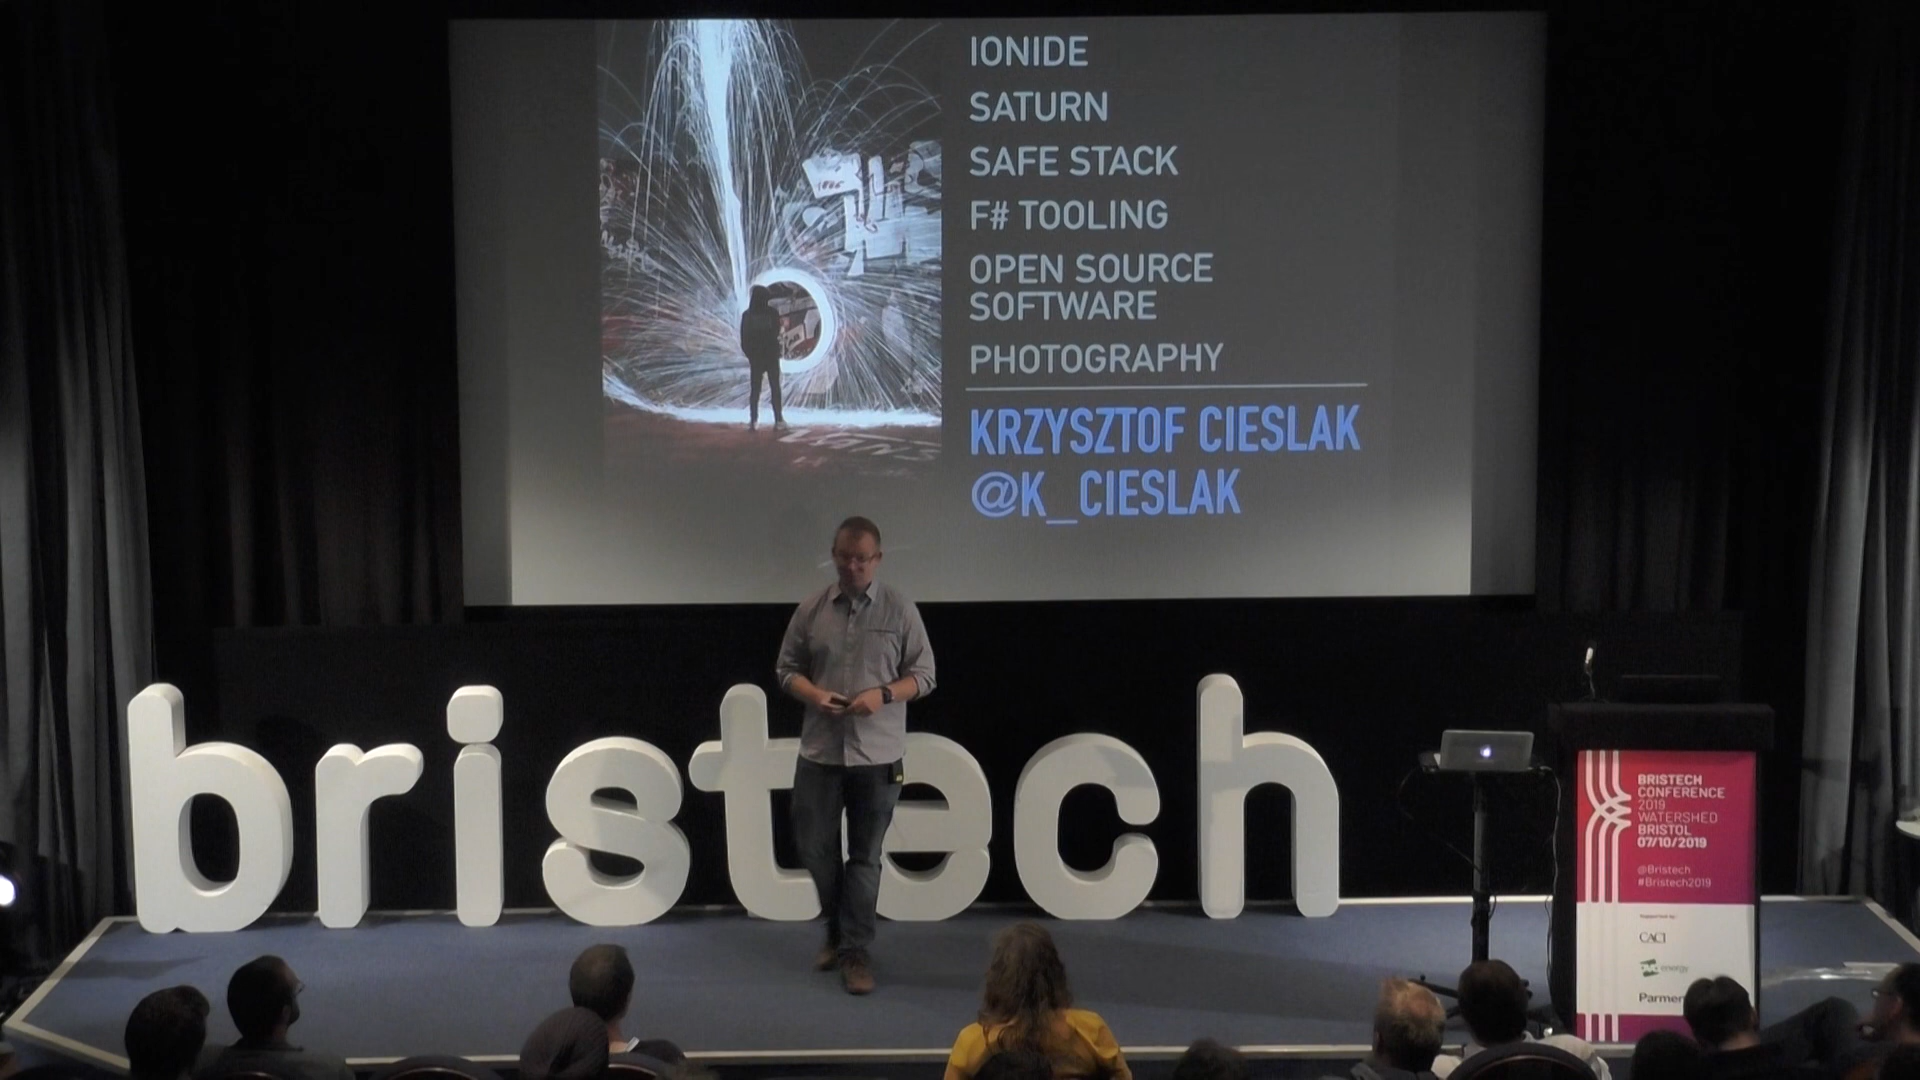 IONIDE
SATURN
SAFE STACK
F# TOOLING
OPEN SOURCE
SOFTWARE
PHOTOGRAPHY
KRZYSZTOF CIESLAK
@K_CIESLAK
bristech
BRISTECH
CONFERENCE
2019
WATERSHED
BRISTOL
07/10/2019
@Bristech
#Bristech2019
CACI
energy